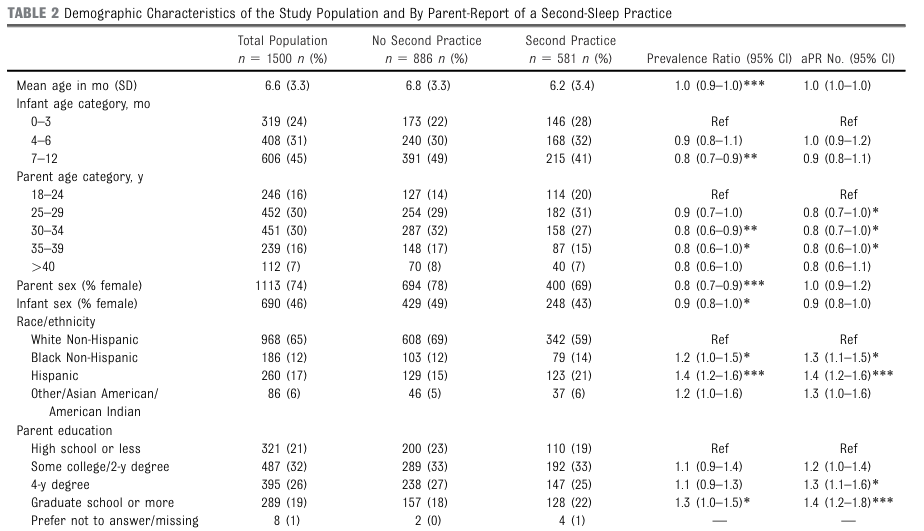 TABLE 2 Demographic Characteristics of the Study Population and By Parent-Report of a Second-Sleep Practice
Total Population No Second Practice Second Practice
n = 1500 n (%) n = 886 n (%) n = 581 n (%) Prevalence Ratio (95% CI) aPR No. (95% CI)
Mean age in mo (SD) 6.6 (3.3) 6.8 (3.3) 6.2 (3.4) 1.0 (0.9–1.0)*** 1.0 (1.0–1.0)
Infant age category, mo
0–3 319 (24) 173 (22) 146 (28) Ref Ref
4–6 408 (31) 240 (30) 168 (32) 0.9 (0.8–1.1) 1.0 (0.9–1.2)
7–12 606 (45) 391 (49) 215 (41) 0.8 (0.7–0.9)** 0.9 (0.8–1.1)
Parent age category, y
18–24 246 (16) 127 (14) 114 (20) Ref Ref
25–29 452 (30) 254 (29) 182 (31) 0.9 (0.7–1.0) 0.8 (0.7–1.0)*
30–34 451 (30) 287 (32) 158 (27) 0.8 (0.6–0.9)** 0.8 (0.7–1.0)*
35–39 239 (16) 148 (17) 87 (15) 0.8 (0.6–1.0)* 0.8 (0.6–1.0)*
>40 112 (7) 70 (8) 40 (7) 0.8 (0.6–1.0) 0.8 (0.6–1.1)
Parent sex (% female) 1113 (74) 694 (78) 400 (69) 0.8 (0.7–0.9)*** 1.0 (0.9–1.2)
Infant sex (% female) 690 (46) 429 (49) 248 (43) 0.9 (0.8–1.0)* 0.9 (0.8–1.0)
Race/ethnicity
White Non-Hispanic 968 (65) 608 (69) 342 (59) Ref Ref
Black Non-Hispanic 186 (12) 103 (12) 79 (14) 1.2 (1.0–1.5)* 1.3 (1.1–1.5)*
Hispanic 260 (17) 129 (15) 123 (21) 1.4 (1.2–1.6)*** 1.4 (1.2–1.6)***
Other/Asian American/ 86 (6) 46 (5) 37 (6) 1.2 (1.0–1.6) 1.3 (1.0–1.6)
American Indian
Parent education
High school or less 321 (21) 200 (23) 110 (19) Ref Ref
Some college/2-y degree 487 (32) 289 (33) 192 (33) 1.1 (0.9–1.4) 1.2 (1.0–1.4)
4-y degree 395 (26) 238 (27) 147 (25) 1.1 (0.9–1.3) 1.3 (1.1–1.6)*
Graduate school or more 289 (19) 157 (18) 128 (22) 1.3 (1.0–1.5)* 1.4 (1.2–1.8)***
Prefer not to answer/missing 8 (1) 2 (0) 4 (1) — —